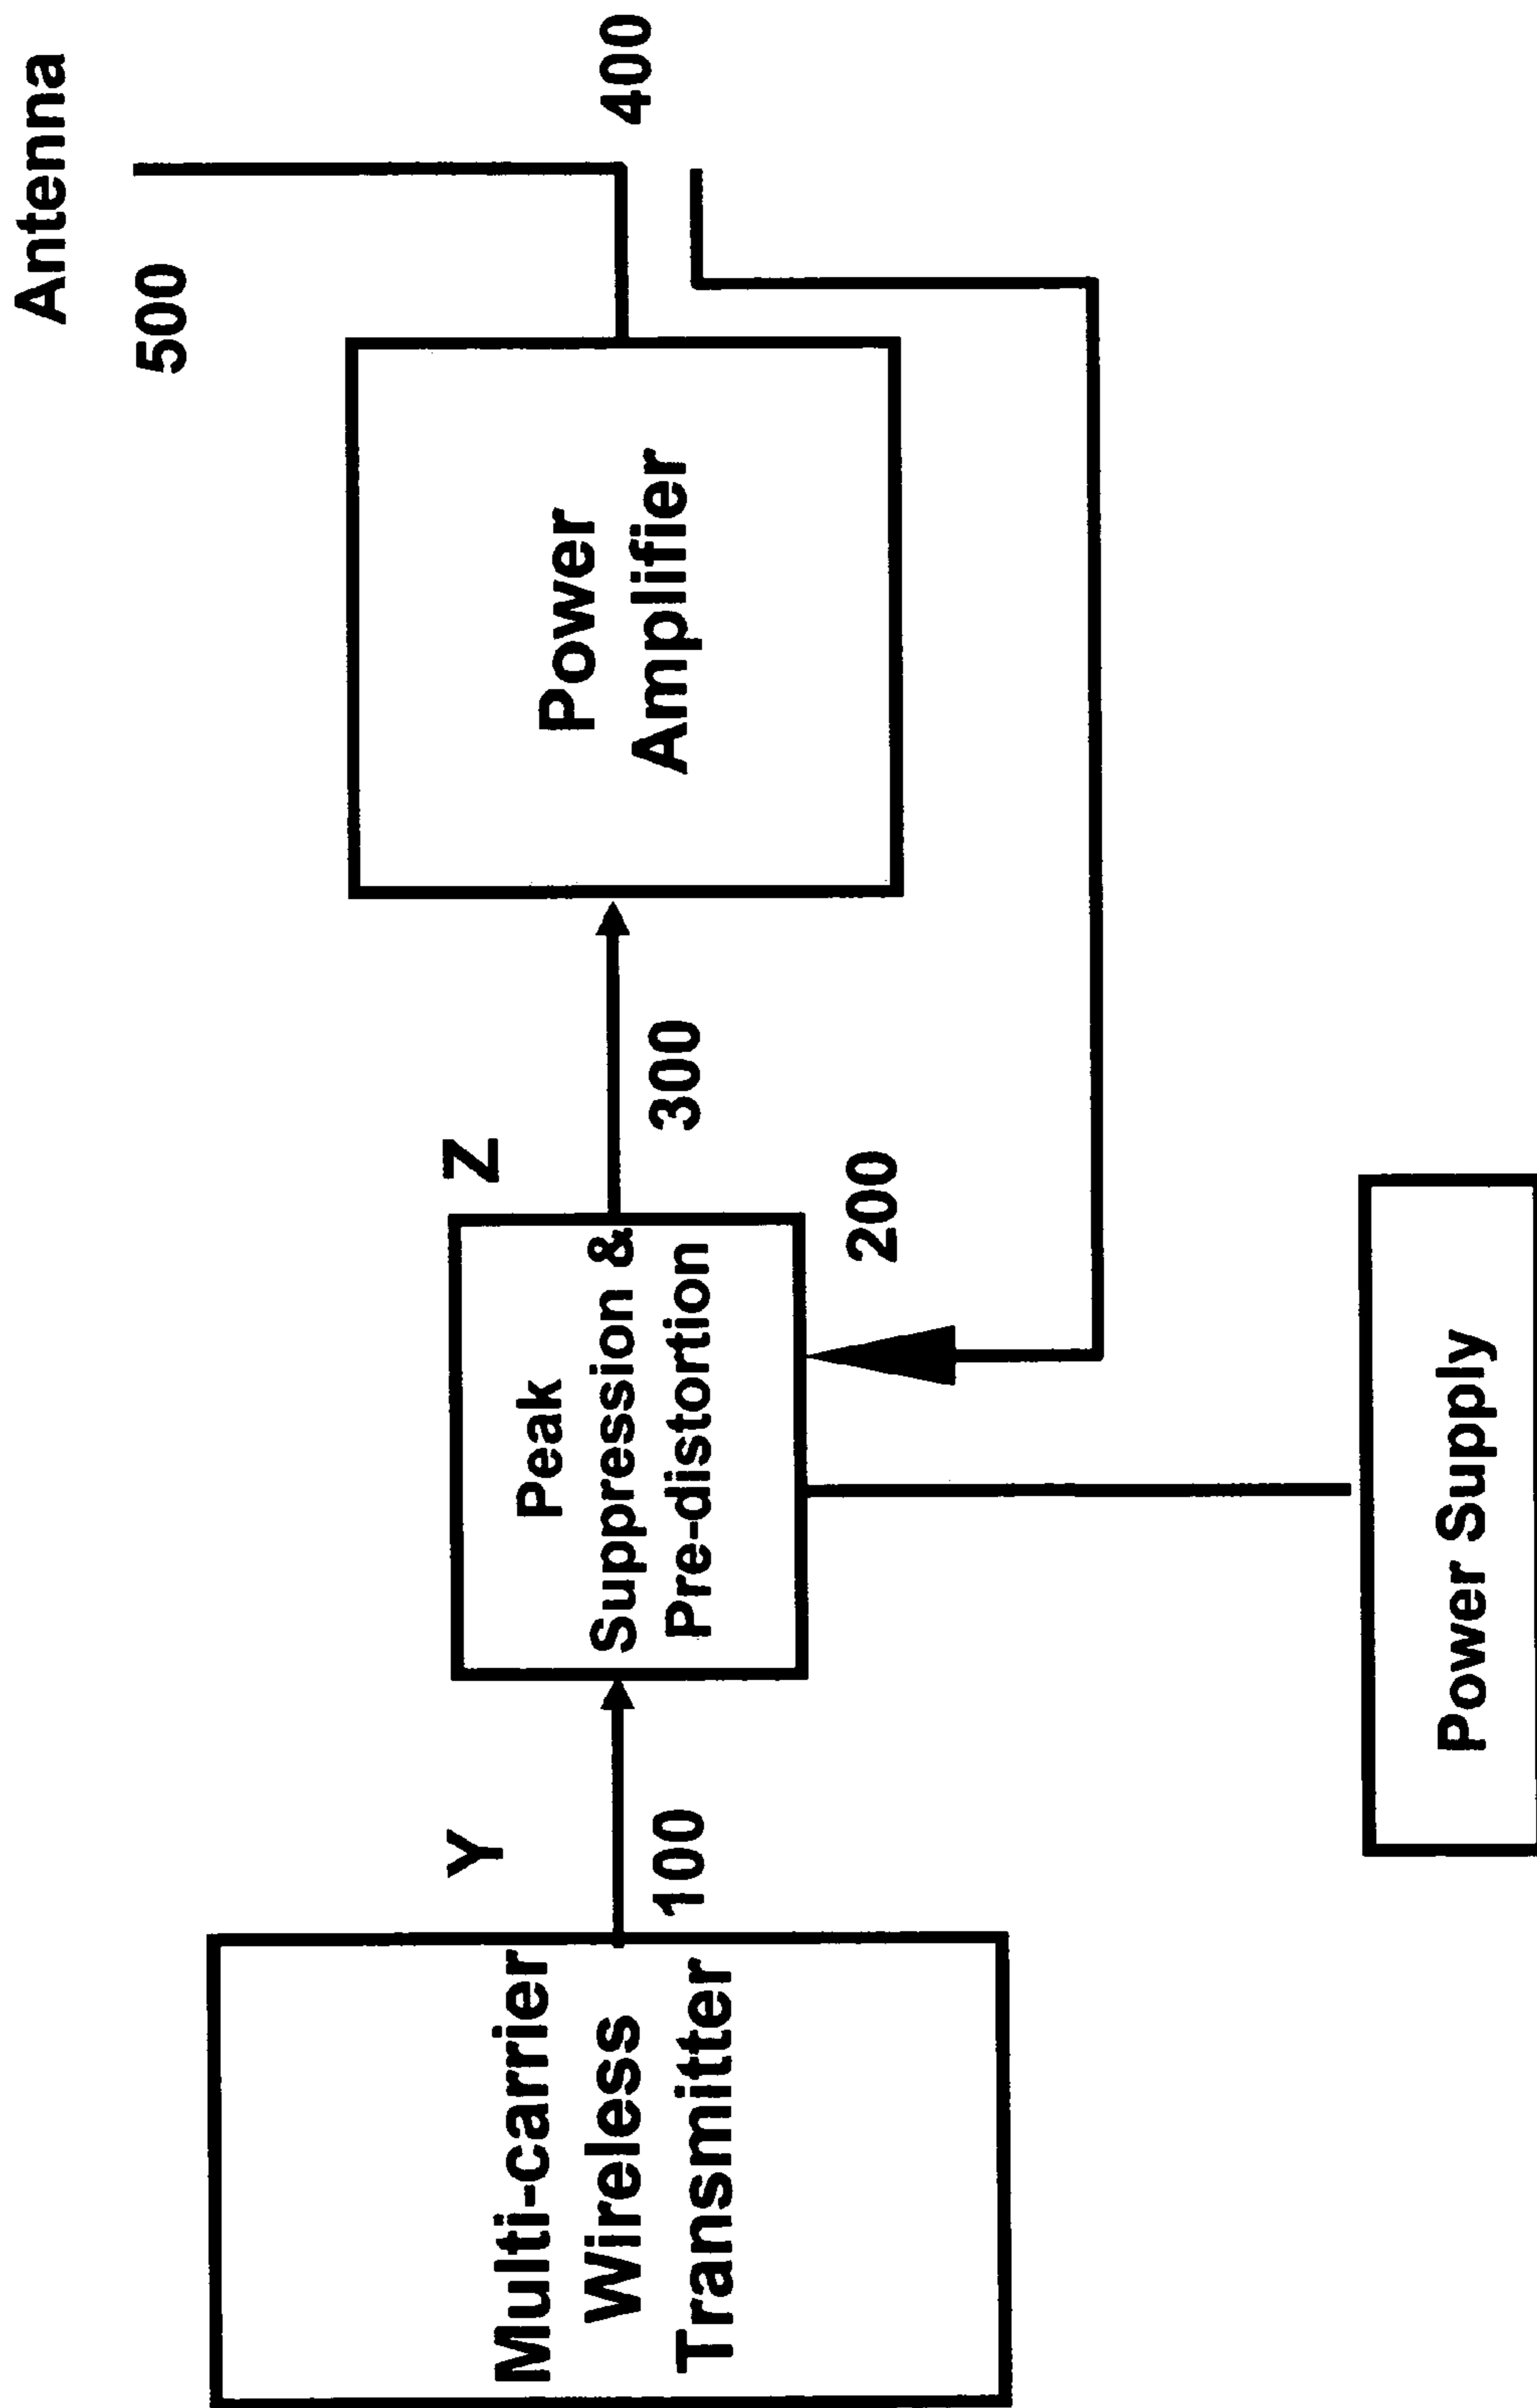 Antenna
500
400
Power
Amplifier
Z
300
200
Peak
Suppression &
Pre-distortion
Y
100
Multi-carrier
Wireless
Transmitter
Power Supply